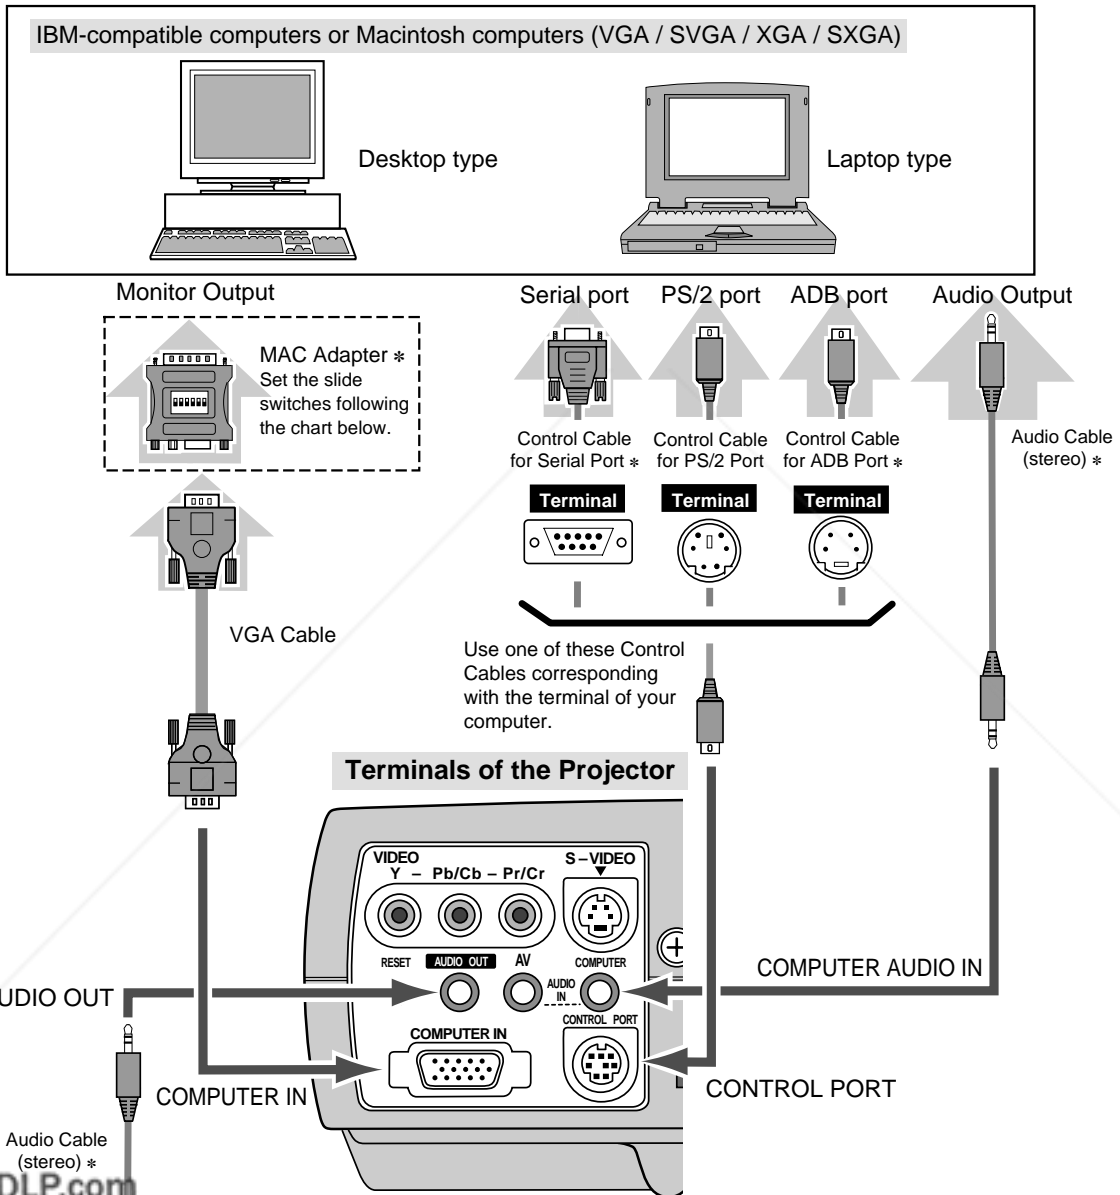 IBM-compatible computers or Macintosh computers (VGA / SVGA / XGA / SXGA)
Desktop type
Laptop type
Monitor Output
Serial port
PS/2 port
ADB port
Audio Output
MAC Adapter *
Set the slide
switches following
the chart below.
Control Cable
for Serial Port *
Control Cable
for PS/2 Port
Control Cable
for ADB Port *
Audio Cable
(stereo) *
Terminal
Terminal
Terminal
VGA Cable
Use one of these Control
Cables corresponding
with the terminal of your
computer.
Terminals of the Projector
VIDEO
Y – Pb/Cb – Pr/Cr
S–VIDEO
RESET
AUDIO OUT
AV
COMPUTER
AUDIO
IN
CONTROL PORT
COMPUTER IN
COMPUTER AUDIO IN
UDIO OUT
COMPUTER IN
CONTROL PORT
Audio Cable
(stereo) *
DLP.com